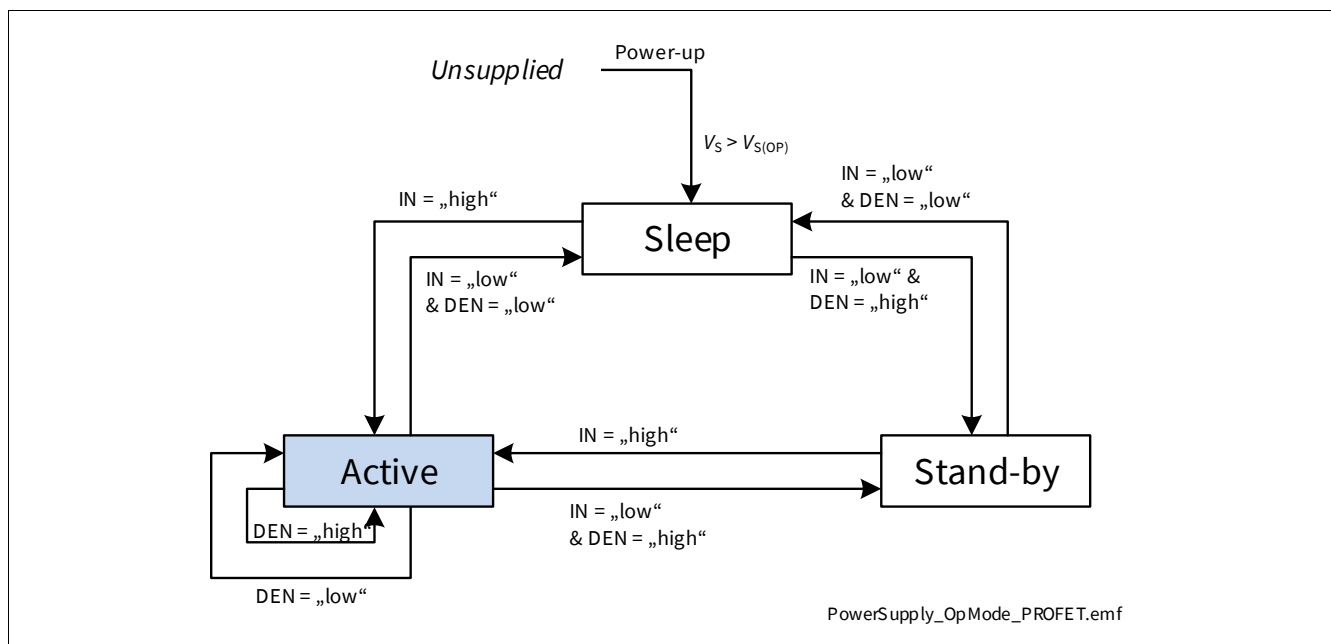 Power-up
Unsupplied
VS > VS(OP)
IN = „low“
& DEN = „low“
IN = „high“
Sleep
IN = „low“
& DEN = „low“
IN = „low“ &
DEN = „high“
IN = „high“
Active
Stand-by
DEN = „high“
IN = „low“
& DEN = „high“
DEN = „low“
PowerSupply_OpMode_PROFET.emf